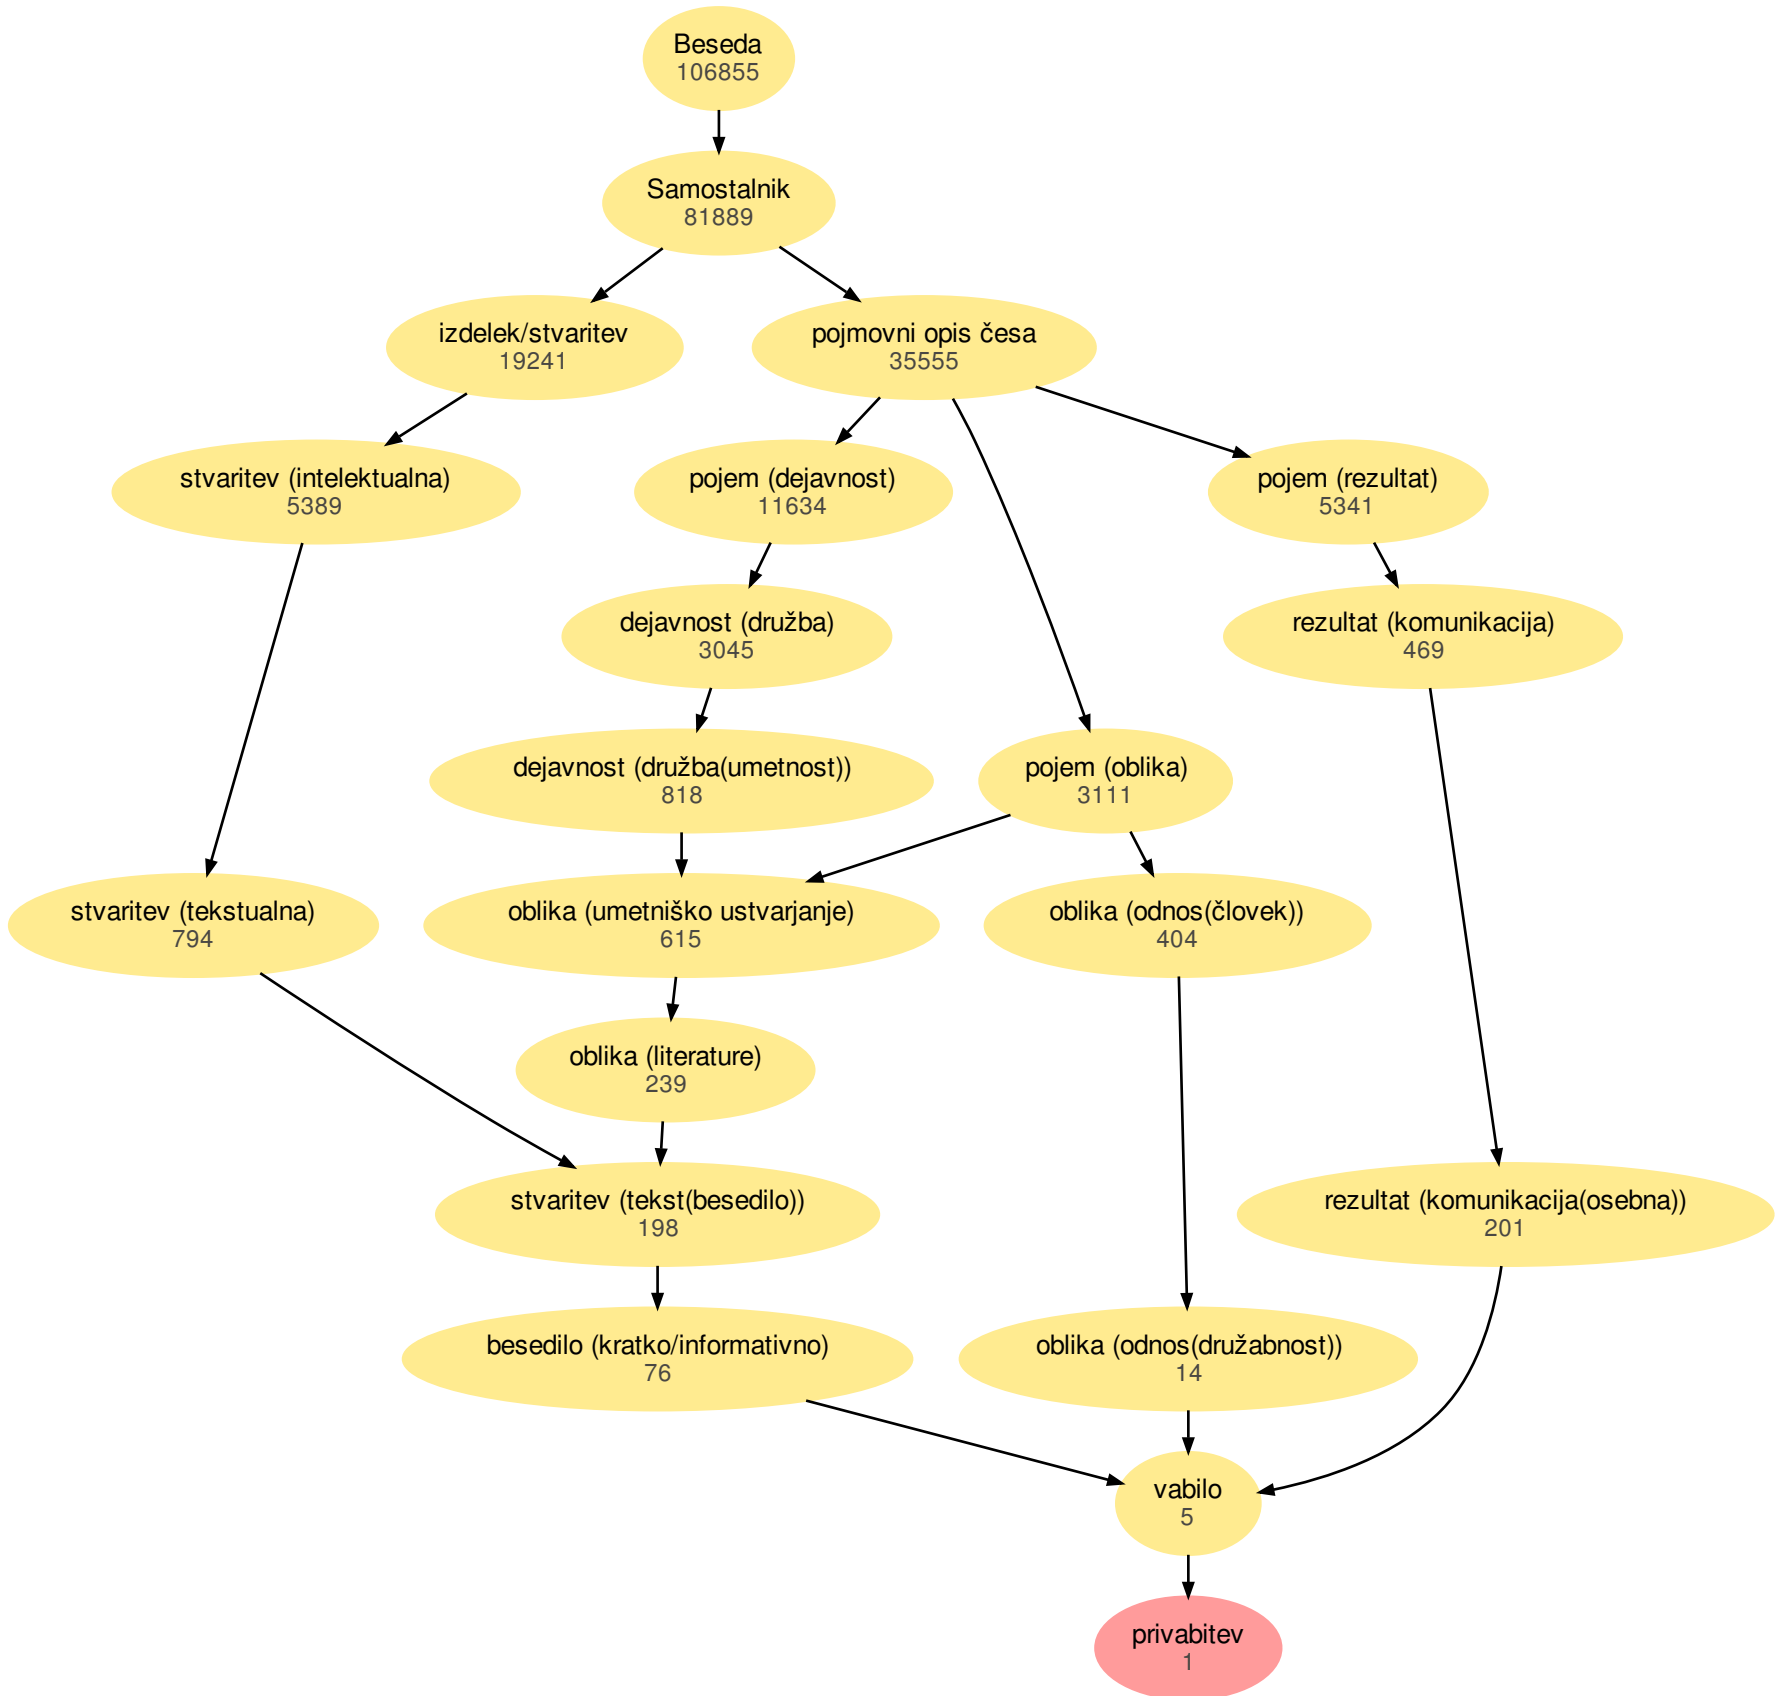 Beseda
106855
Samostalnik
81889
izdelek/stvaritev
19241
pojmovni opis česa
35555
stvaritev (intelektualna)
5389
pojem (dejavnost)
11634
pojem (rezultat)
5341
dejavnost (družba)
3045
rezultat (komunikacija)
469
dejavnost (družba(umetnost))
818
pojem (oblika)
3111
stvaritev (tekstualna)
794
oblika (umetniško ustvarjanje)
615
oblika (odnos(človek))
404
oblika (literature)
239
stvaritev (tekst(besedilo))
198
rezultat (komunikacija(osebna))
201
besedilo (kratko/informativno)
76
oblika (odnos(družabnost))
14
vabilo
5
privabitev
1